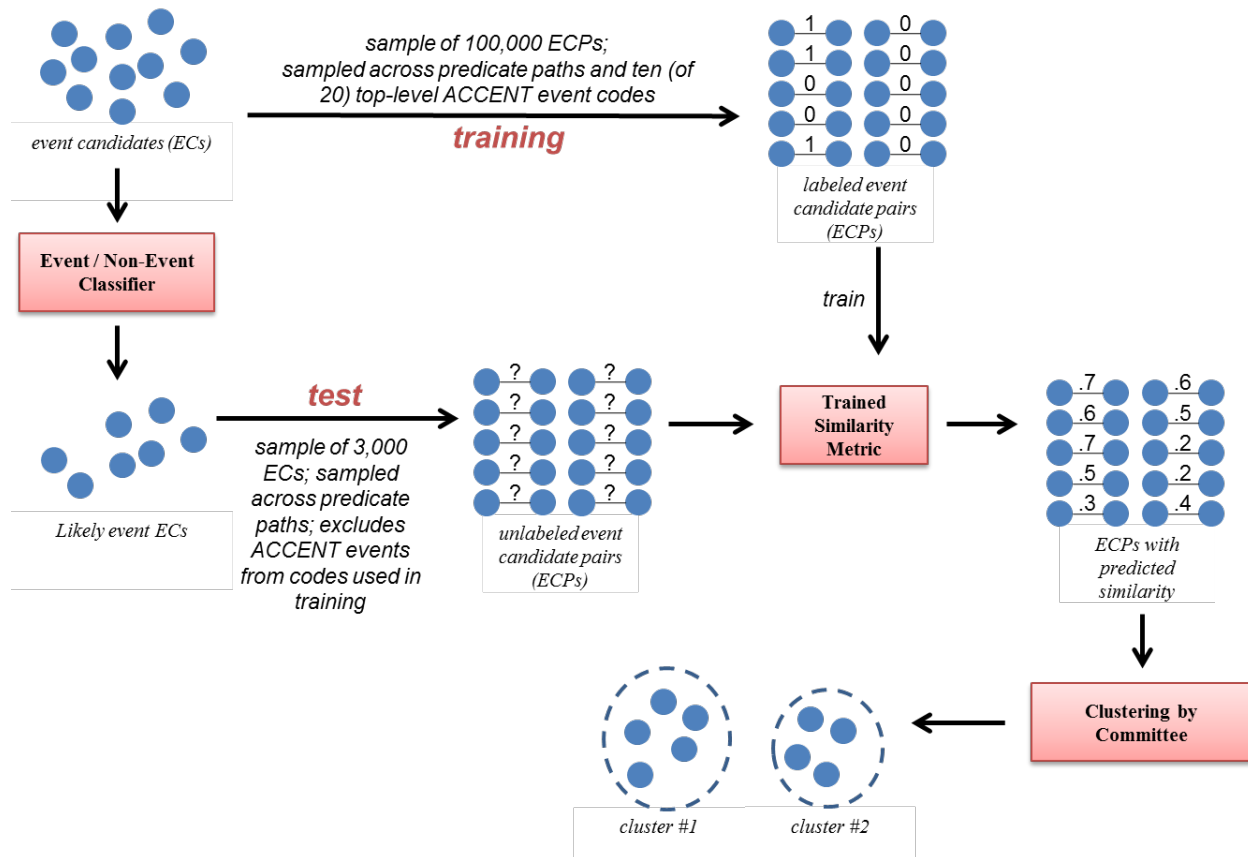 sample of 100,000 ECPs;
sampled across predicate paths and ten (of
20) top-level ACCENT event codes
training
event candidates (ECs)
1 0
1 0
0 0
0 0
1 0
labeled event
candidate pairs
(ECPs)
Event / Non-Event
Classifier
train
test
sample of 3,000
ECs; sampled
across predicate
paths; excludes
ACCENT events
from codes used in
training
Likely event ECs
? ?
? ?
? ?
? ?
? ?
unlabeled event
candidate pairs
(ECPs)
Trained
Similarity
Metric
.7 .6
.6 .5
.7 .2
.5 .2
.3 .4
ECPs with
predicted
similarity
Clustering by
Committee
cluster #1
cluster #2